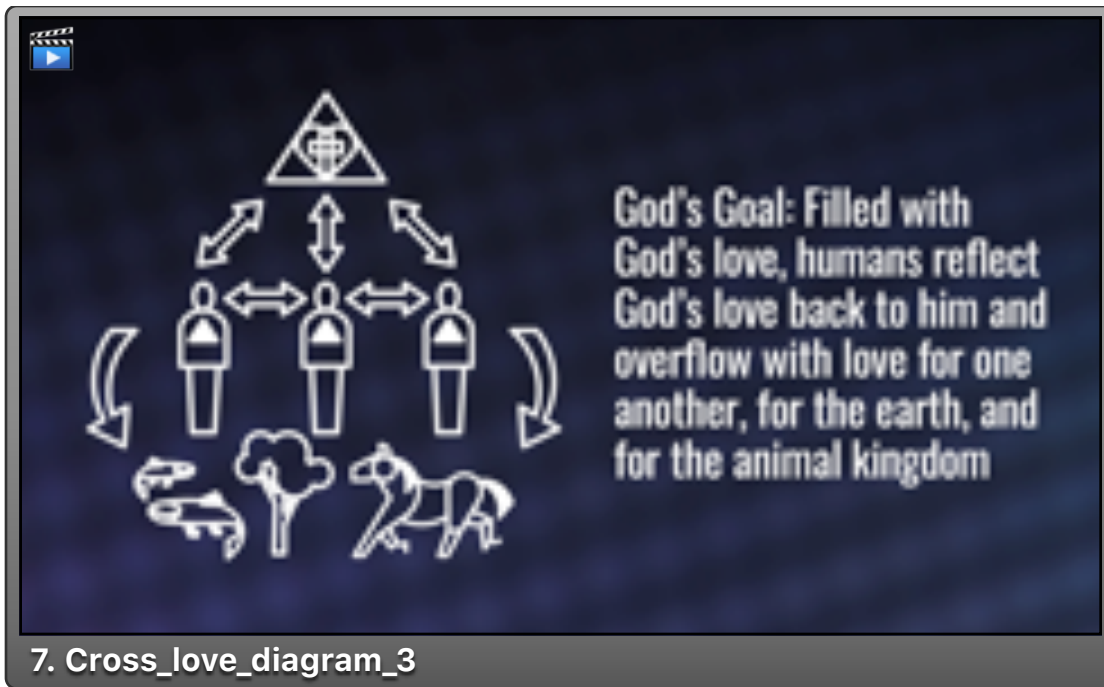 God's Goal: Filled with
God's love, humans reflect
God's love back to him and
overflow with love for one
another, for the earth, and
for the animal kingdom
7. Cross_love_diagram_3